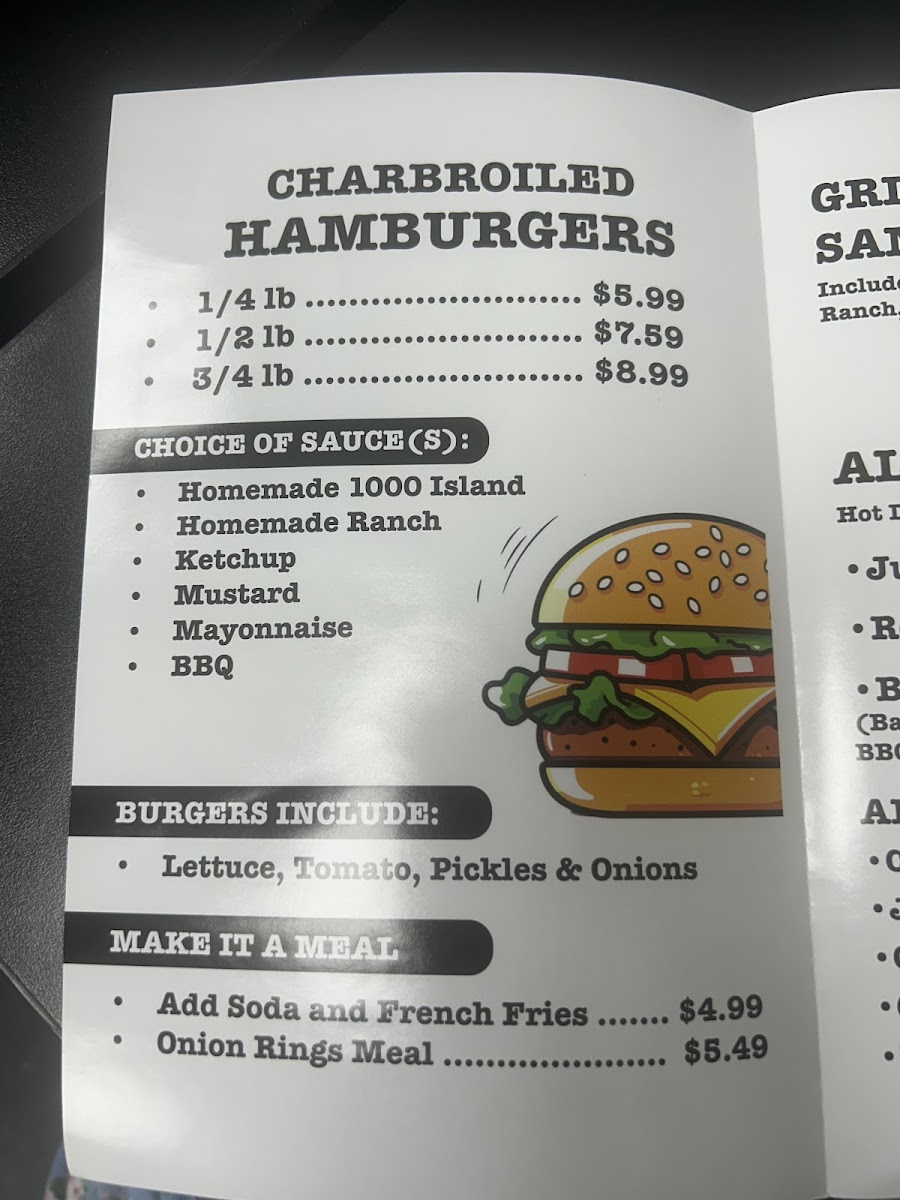 CHARBROILED
HAMBURGERS
• 1/4 lb .......................... $5.99
• 1/2 lb .......................... $7.59
• 3/4 lb .......................... $8.99
CHOICE OF SAUCE(S):
• Homemade 1000 Island
• Homemade Ranch
• Ketchup
• Mustard
• Mayonnaise
• BBQ
BURGERS INCLUDE:
• Lettuce, Tomato, Pickles & Onions
MAKE IT A MEAL
• Add Soda and French Fries ....... $4.99
• Onion Rings Meal ..................... $5.49
Ranch,
Hot